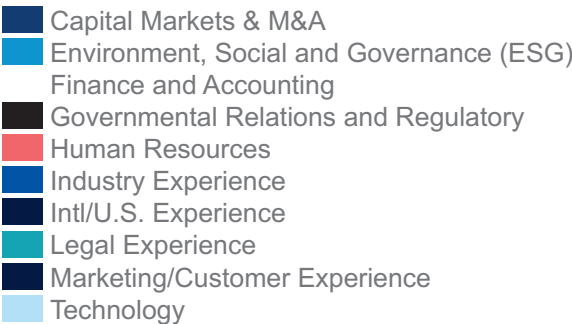 Capital Markets & M&A
Environment, Social and Governance (ESG)
Finance and Accounting
Governmental Relations and Regulatory
Human Resources
Industry Experience
Intl/U.S. Experience
Legal Experience
Marketing/Customer Experience
Technology